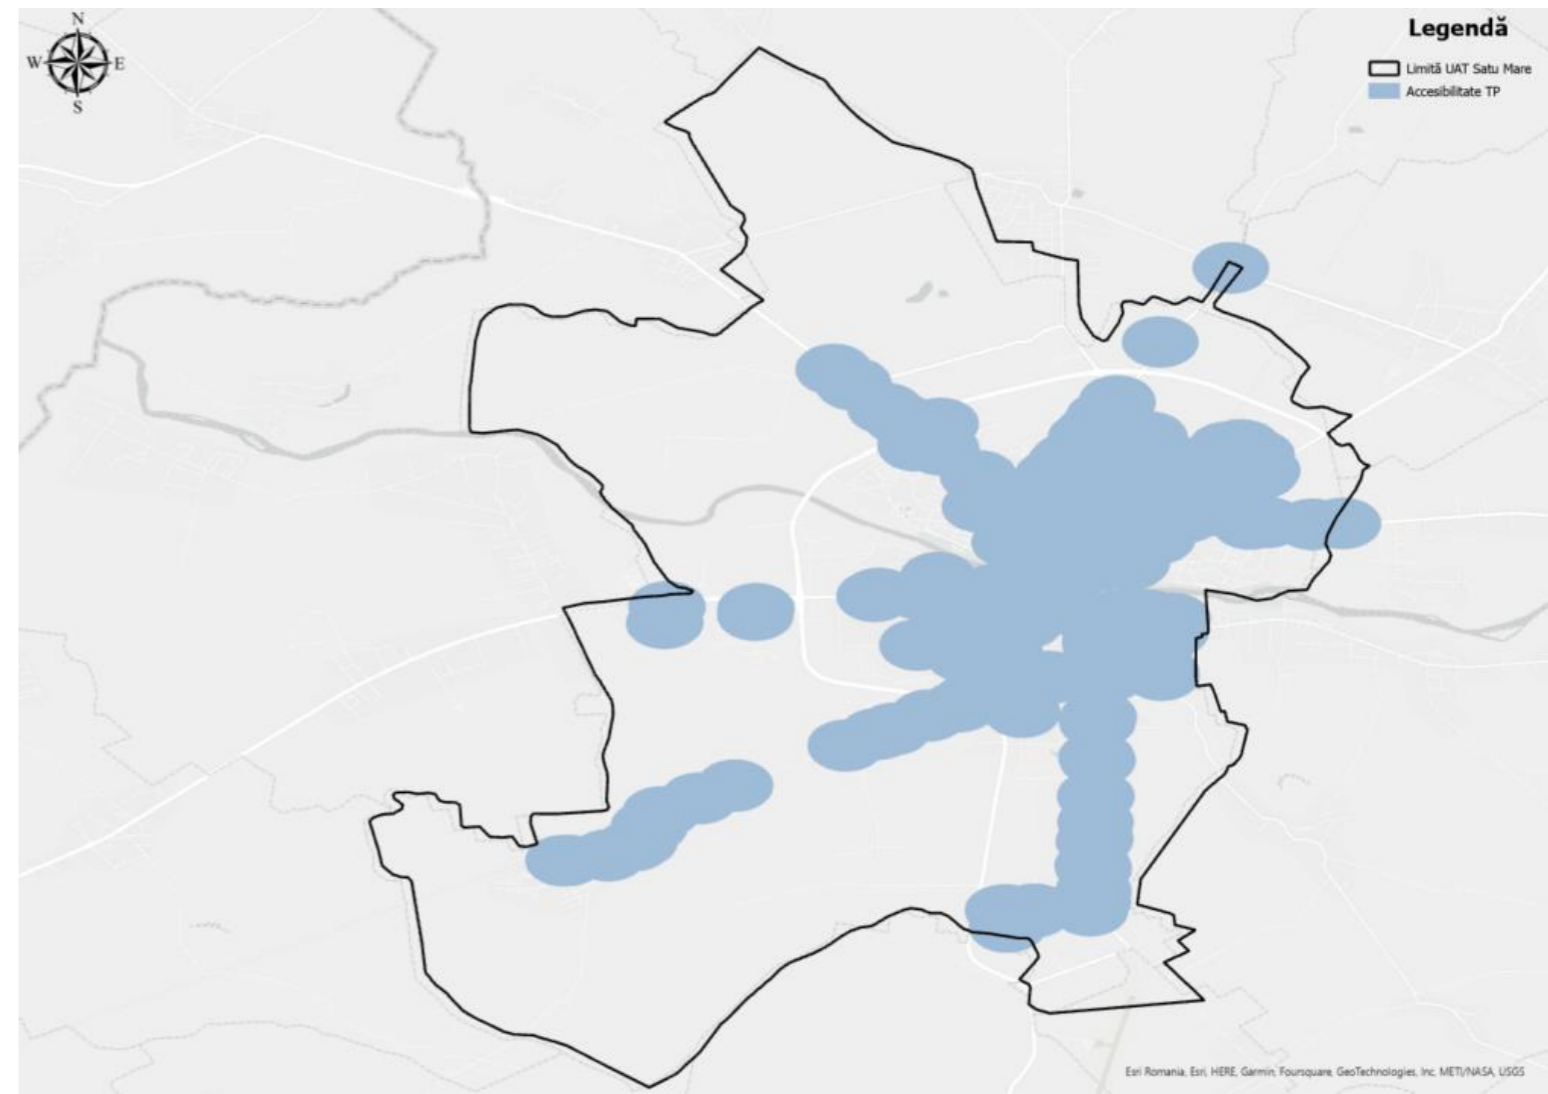 N
W E
S
Legendă
Limită UAT Satu Mare
Accesibilitate TP
Esri Romania, Esri, HERE, Garmin, Foursquare, GeoTechnologies, Inc, METI/NASA, USGS